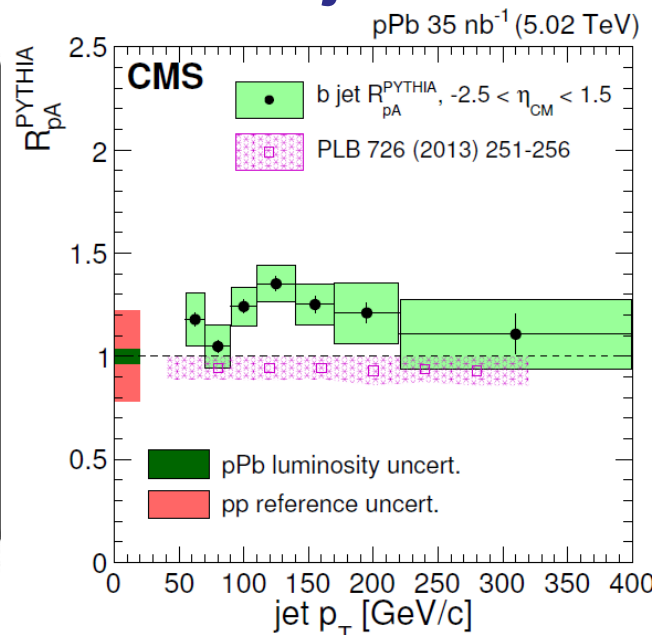 pPb 35 nb⁻¹ (5.02 TeV)
CMS
b jet R_pA^PYTHIA, -2.5 < η_CM < 1.5
PLB 726 (2013) 251-256
R_pA^PYTHIA
2.5
2
1.5
1
0.5
0
pPb luminosity uncert.
pp reference uncert.
0 50 100 150 200 250 300 350 400
jet p_T [GeV/c]